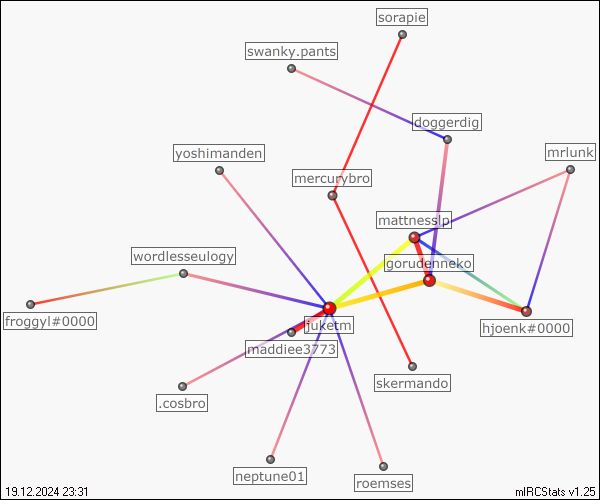 sorapie
swanky.pants
doggerdig
yoshimanden
mrlunk
mercurybro
mattnesslp
wordlesseulogy
gorudenneko
froggyl#0000
juketm
hjoenk#0000
maddiee3773
skermando
.cosbro
neptune01
roemses
19.12.2024 23:31
mIRCStats v1.25